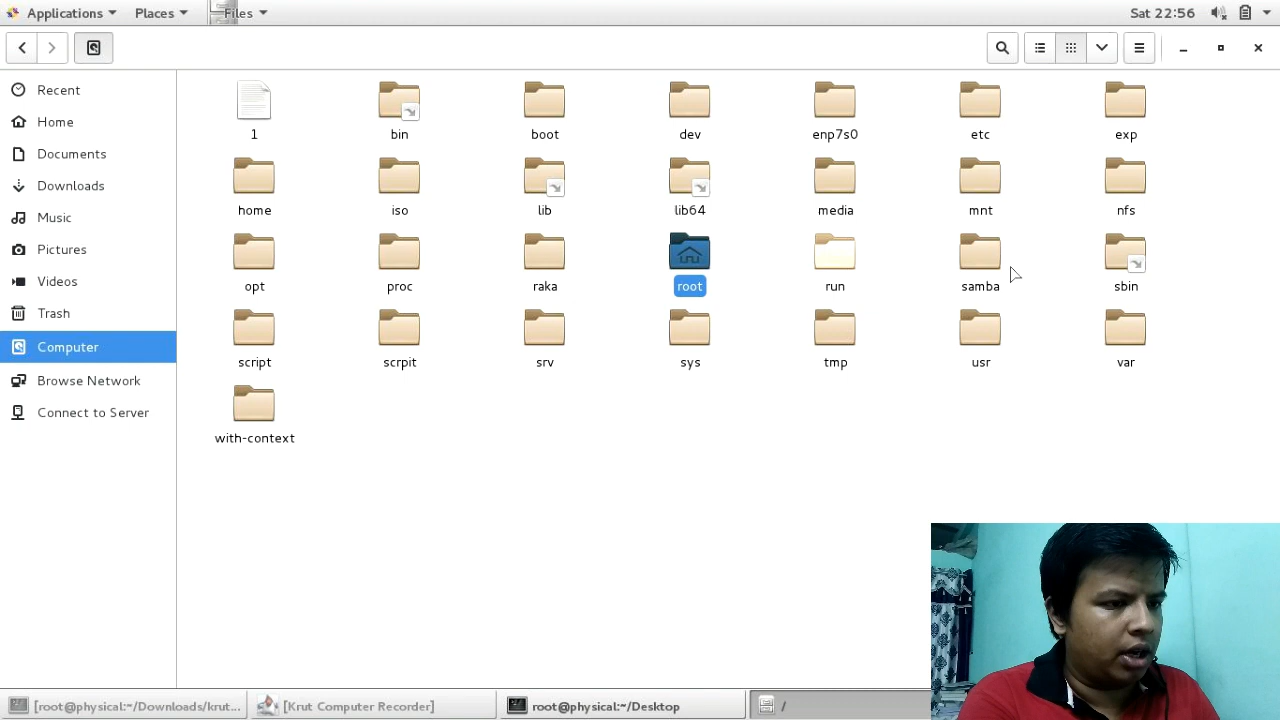 Applications Places Files Sat 22:56
Recent
Home
Documents
Downloads
Music
Pictures
Videos
Trash
Computer
Browse Network
Connect to Server
1 bin boot dev enp7s0 etc exp
home iso lib lib64 media mnt nfs
opt proc raka root run samba sbin
script scrpit srv sys tmp usr var
with-context
[root@physical:~/Downloads/krut... [Krut Computer Recorder] root@physical:~/Desktop /